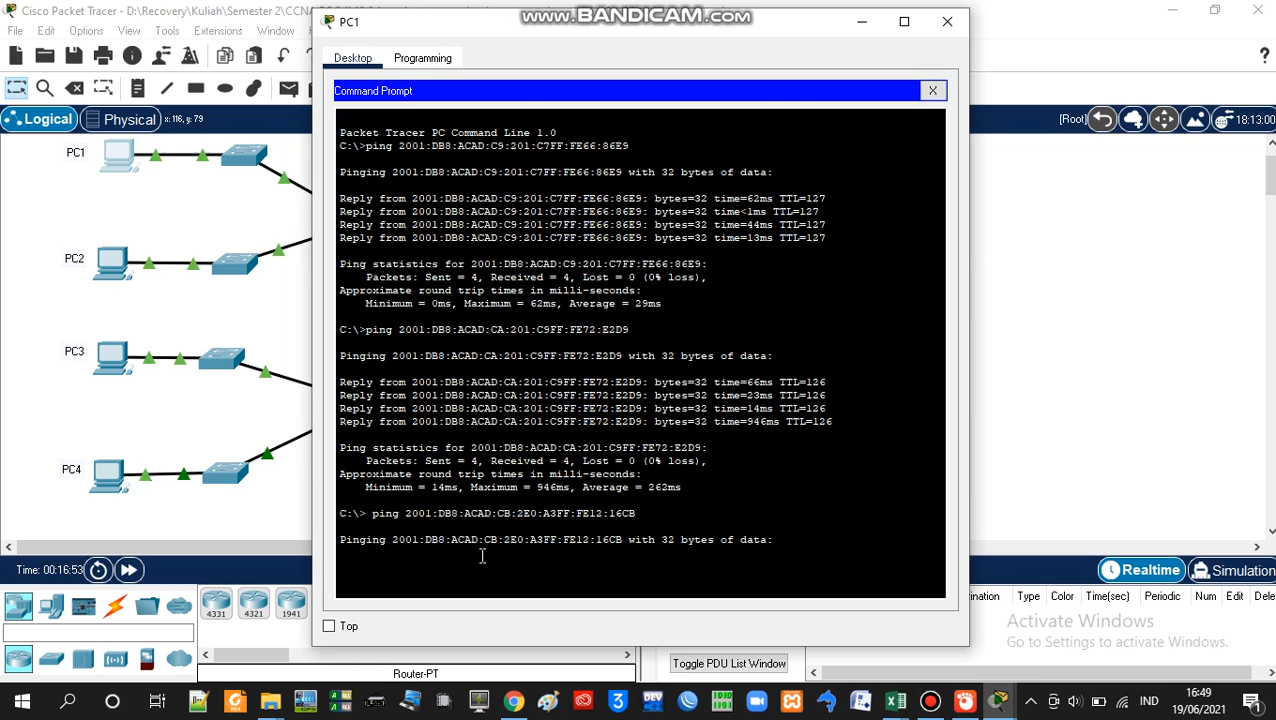 Cisco Packet Tracer - D:\Recovery\Kuliah\Semester 2\CCNA
www.BANDICAM.com
PC1
File Edit Options View Tools Extensions Window
Desktop
Programming
Command Prompt
X
Logical
Physical
x: 116, y: 79
[Root]
18:13:00
PC1
PC2
PC3
PC4
Packet Tracer PC Command Line 1.0
C:\>ping 2001:DB8:ACAD:C9:201:C7FF:FE66:86E9
Pinging 2001:DB8:ACAD:C9:201:C7FF:FE66:86E9 with 32 bytes of data:
Reply from 2001:DB8:ACAD:C9:201:C7FF:FE66:86E9: bytes=32 time=62ms TTL=127
Reply from 2001:DB8:ACAD:C9:201:C7FF:FE66:86E9: bytes=32 time<1ms TTL=127
Reply from 2001:DB8:ACAD:C9:201:C7FF:FE66:86E9: bytes=32 time=44ms TTL=127
Reply from 2001:DB8:ACAD:C9:201:C7FF:FE66:86E9: bytes=32 time=13ms TTL=127
Ping statistics for 2001:DB8:ACAD:C9:201:C7FF:FE66:86E9:
Packets: Sent = 4, Received = 4, Lost = 0 (0% loss),
Approximate round trip times in milli-seconds:
Minimum = 0ms, Maximum = 62ms, Average = 29ms
C:\>ping 2001:DB8:ACAD:CA:201:C9FF:FE72:E2D9
Pinging 2001:DB8:ACAD:CA:201:C9FF:FE72:E2D9 with 32 bytes of data:
Reply from 2001:DB8:ACAD:CA:201:C9FF:FE72:E2D9: bytes=32 time=66ms TTL=126
Reply from 2001:DB8:ACAD:CA:201:C9FF:FE72:E2D9: bytes=32 time=23ms TTL=126
Reply from 2001:DB8:ACAD:CA:201:C9FF:FE72:E2D9: bytes=32 time=14ms TTL=126
Reply from 2001:DB8:ACAD:CA:201:C9FF:FE72:E2D9: bytes=32 time=946ms TTL=126
Ping statistics for 2001:DB8:ACAD:CA:201:C9FF:FE72:E2D9:
Packets: Sent = 4, Received = 4, Lost = 0 (0% loss),
Approximate round trip times in milli-seconds:
Minimum = 14ms, Maximum = 946ms, Average = 262ms
C:\> ping 2001:DB8:ACAD:CB:2E0:A3FF:FE12:16CB
Pinging 2001:DB8:ACAD:CB:2E0:A3FF:FE12:16CB with 32 bytes of data:
Time: 00:16:53
Realtime
Simulation
4331 4321 1941
ination Type Color Time(sec) Periodic Num Edit Dele
Top
Activate Windows
Go to Settings to activate Windows.
Router-PT
Toggle PDU List Window
IND
16:49
19/06/2021